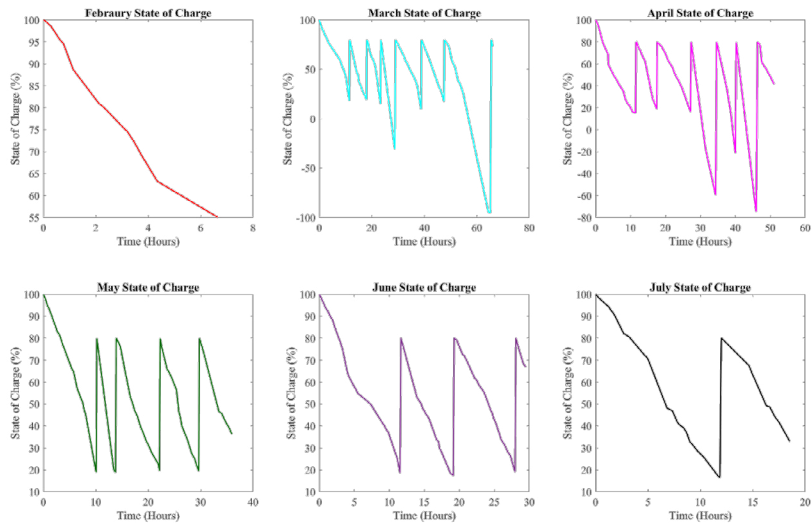 Febraury State of Charge
100
95
90
85
80
75
70
65
60
55
0 2 4 6 8
State of Charge (%)
Time (Hours)
March State of Charge
100
50
0
-50
-100
0 20 40 60 80
State of Charge (%)
Time (Hours)
April State of Charge
100
80
60
40
20
0
-20
-40
-60
-80
0 10 20 30 40 50 60
State of Charge (%)
Time (Hours)
May State of Charge
100
90
80
70
60
50
40
30
20
10
0 10 20 30 40
State of Charge (%)
Time (Hours)
June State of Charge
100
90
80
70
60
50
40
30
20
10
0 5 10 15 20 25 30
State of Charge (%)
Time (Hours)
July State of Charge
100
90
80
70
60
50
40
30
20
10
0 5 10 15 20
State of Charge (%)
Time (Hours)